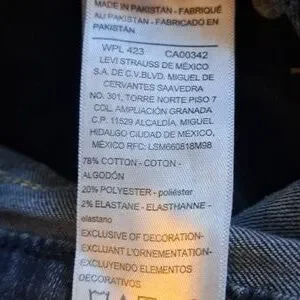 MADE IN PAKISTAN - FABRIQUÉ
AU PAKISTAN - FABRICADO EN
PAKISTÁN
WPL 423 CA00342
LEVI STRAUSS DE MÉXICO
S.A. DE C.V.BLVD. MIGUEL DE
CERVANTES SAAVEDRA
NO. 301, TORRE NORTE PISO 7
COL. AMPLIACIÓN GRANADA
C.P. 11529 ALCALDÍA, MIGUEL
HIDALGO CIUDAD DE MÉXICO,
MÉXICO RFC: LSM660818M98
78% COTTON - COTON -
ALGODÓN
20% POLYESTER - poliéster
2% ELASTANE - ELASTHANNE -
elastano
EXCLUSIVE OF DECORATION-
EXCLUANT L'ORNEMENTATION-
EXCLUYENDO ELEMENTOS
DECORATIVOS